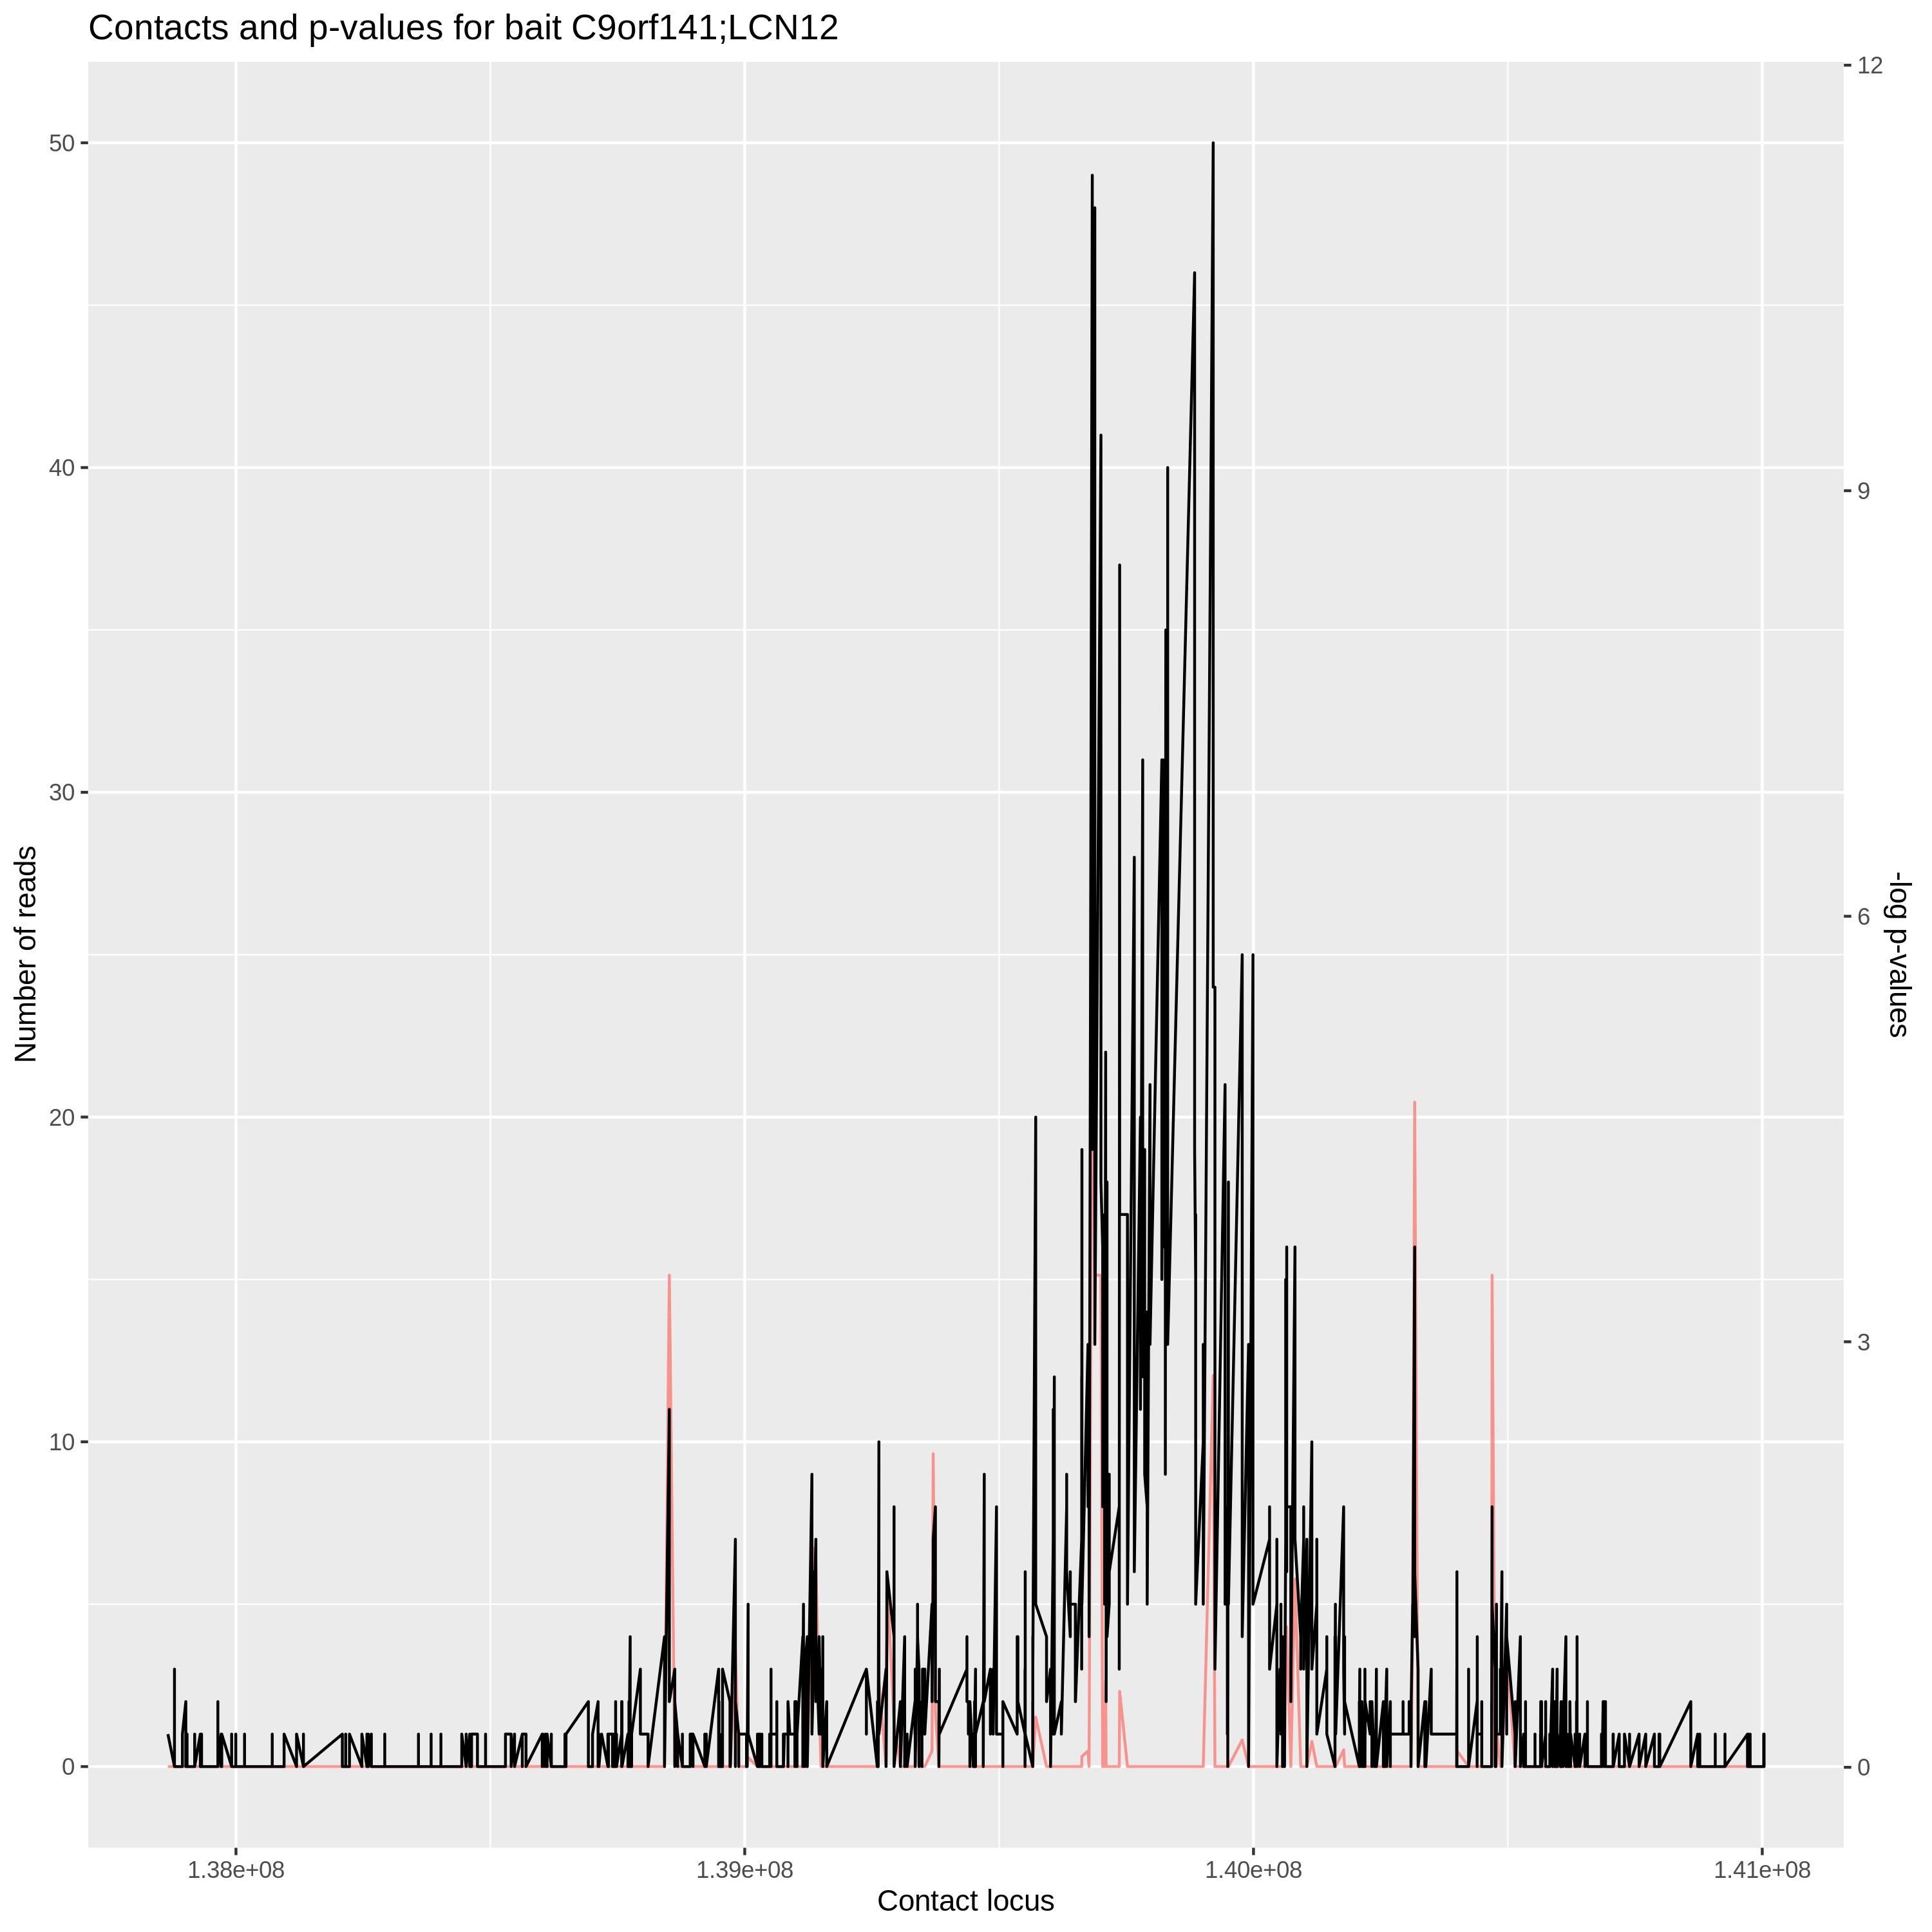 Contacts and p-values for bait C9orf141;LCN12
12
50
40
9
30
Number of reads
-log p-values
6
20
3
10
0
0
1.38e+08
1.39e+08
1.40e+08
1.41e+08
Contact locus